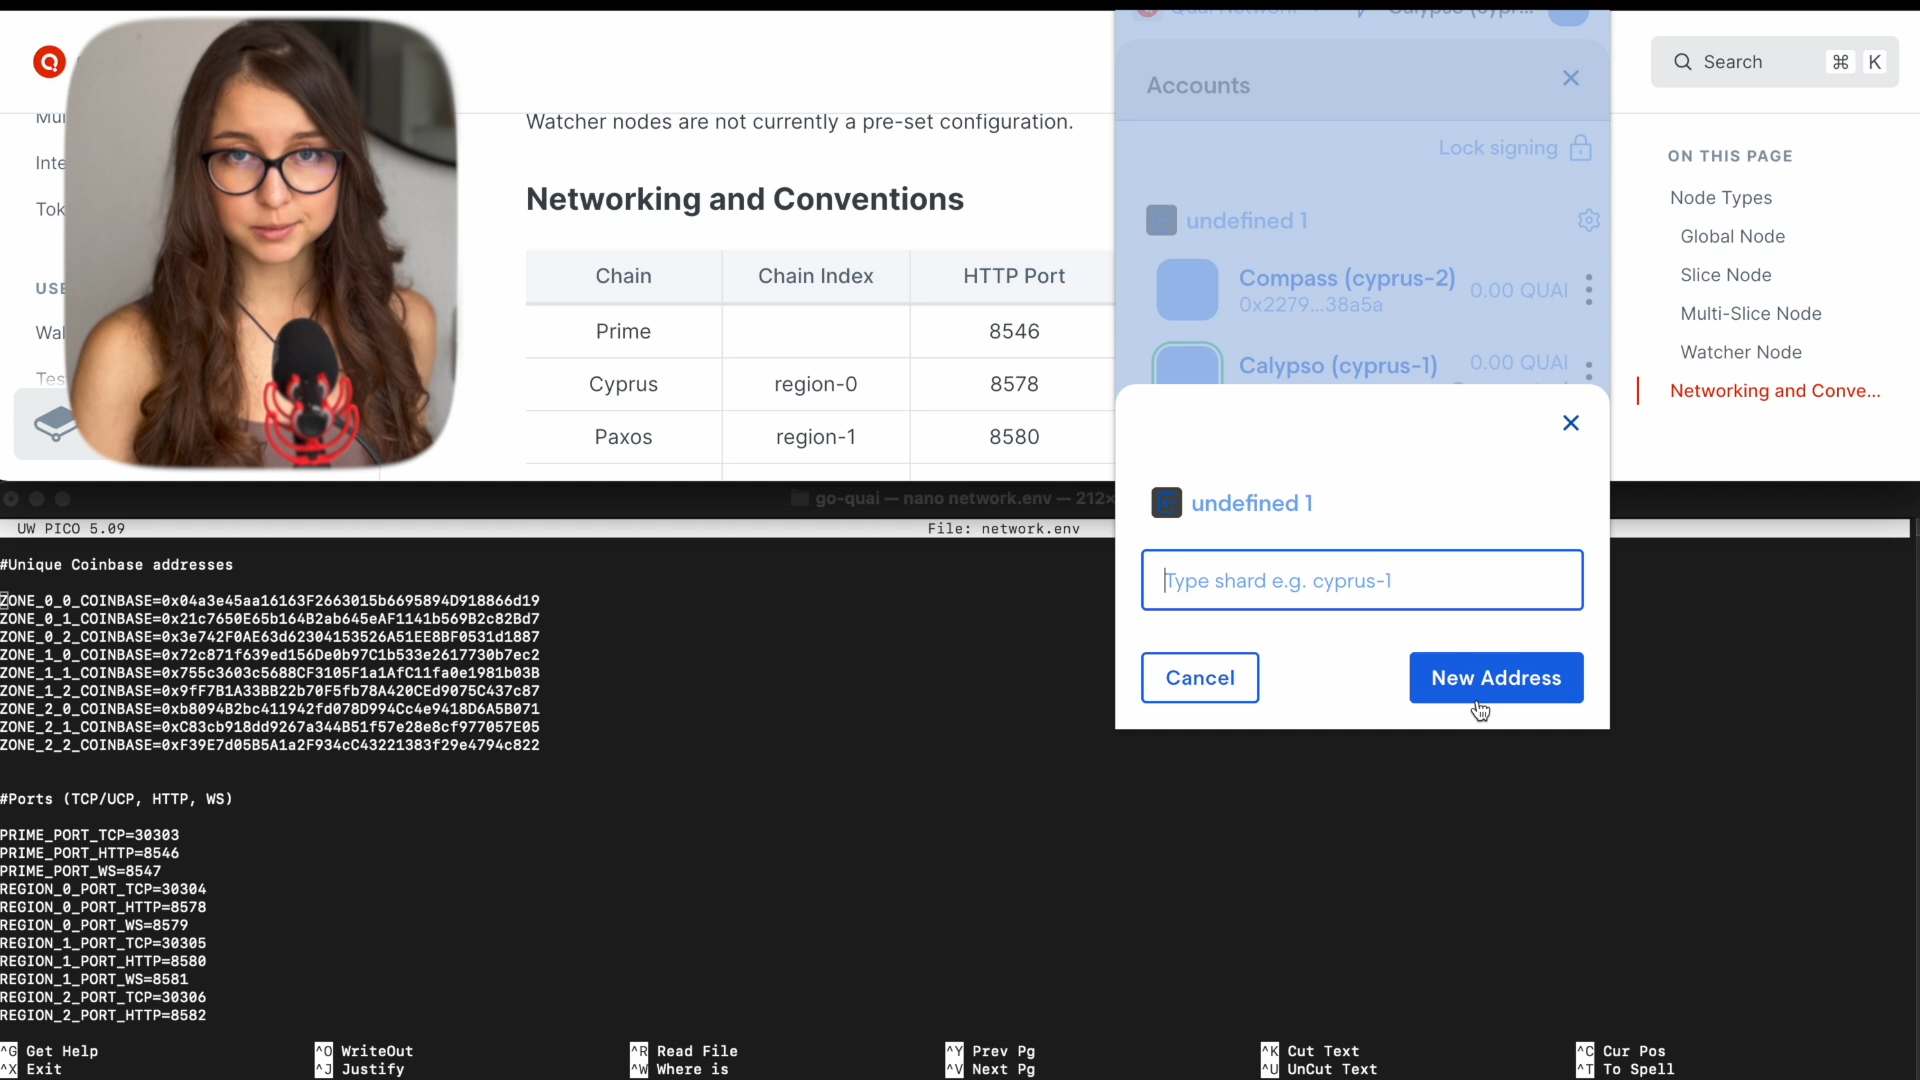 Search ⌘ K
Watcher nodes are not currently a pre-set configuration.
Networking and Conventions
Chain Chain Index HTTP Port
Prime 8546
Cyprus region-0 8578
Paxos region-1 8580
Accounts
Lock signing
undefined 1
Compass (cyprus-2) 0.00 QUAI
0x2279...38a5a
Calypso (cyprus-1) 0.00 QUAI
undefined 1
Type shard e.g. cyprus-1
Cancel New Address
ON THIS PAGE
Node Types
Global Node
Slice Node
Multi-Slice Node
Watcher Node
Networking and Conve...
go-quai — nano network.env — 212×
UW PICO 5.09 File: network.env
#Unique Coinbase addresses
ZONE_0_0_COINBASE=0x04a3e45aa16163F2663015b6695894D918866d19
ZONE_0_1_COINBASE=0x21c7650E65b164B2ab645eAF1141b569B2c82Bd7
ZONE_0_2_COINBASE=0x3e742F0AE63d62304153526A51EE8BF0531d1887
ZONE_1_0_COINBASE=0x72c871f639ed156De0b97C1b533e2617730b7ec2
ZONE_1_1_COINBASE=0x755c3603c5688CF3105F1a1AfC11fa0e1981b03B
ZONE_1_2_COINBASE=0x9fF7B1A33BB22b70F5fb78A420CEd9075C437c87
ZONE_2_0_COINBASE=0xb8094B2bc411942fd078D994Cc4e9418D6A5B071
ZONE_2_1_COINBASE=0xC83cb918dd9267a344B51f57e28e8cf977057E05
ZONE_2_2_COINBASE=0xF39E7d05B5A1a2F934cC43221383f29e4794c822
#Ports (TCP/UCP, HTTP, WS)
PRIME_PORT_TCP=30303
PRIME_PORT_HTTP=8546
PRIME_PORT_WS=8547
REGION_0_PORT_TCP=30304
REGION_0_PORT_HTTP=8578
REGION_0_PORT_WS=8579
REGION_1_PORT_TCP=30305
REGION_1_PORT_HTTP=8580
REGION_1_PORT_WS=8581
REGION_2_PORT_TCP=30306
REGION_2_PORT_HTTP=8582
^G Get Help ^O WriteOut ^R Read File ^Y Prev Pg ^K Cut Text ^C Cur Pos
^X Exit ^J Justify ^W Where is ^V Next Pg ^U UnCut Text ^T To Spell